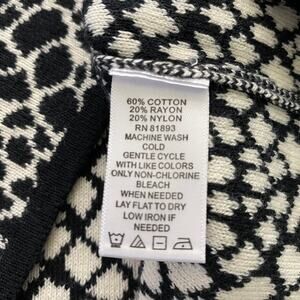 60% COTTON
20% RAYON
20% NYLON
RN 81893
MACHINE WASH
COLD
GENTLE CYCLE
WITH LIKE COLORS
ONLY NON-CHLORINE
BLEACH
WHEN NEEDED
LAY FLAT TO DRY
LOW IRON IF
NEEDED